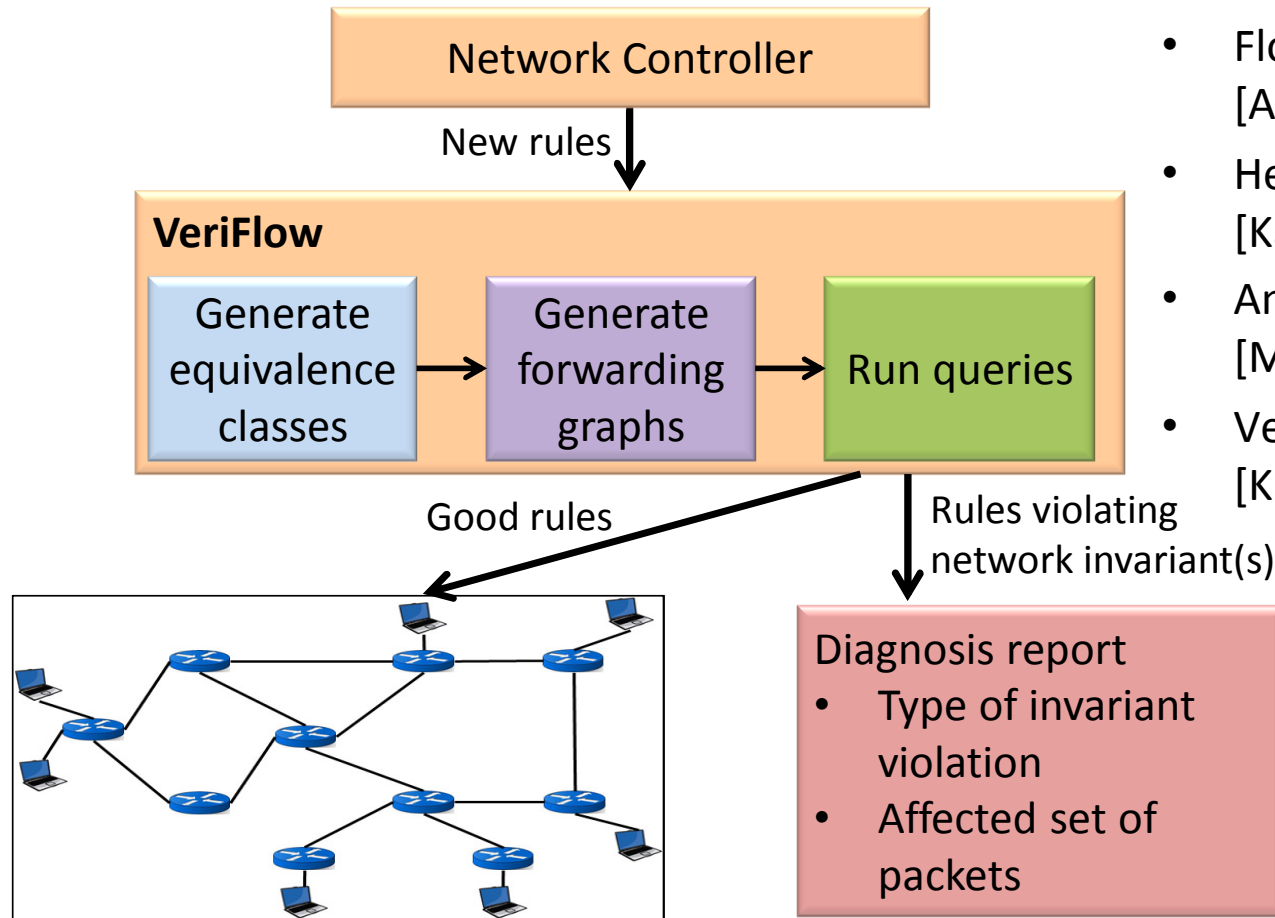 Network Controller
New rules
VeriFlow
Generate
equivalence
classes
Generate
forwarding
graphs
Run queries
Good rules
Rules violating
network invariant(s)
Diagnosis report
• Type of invariant
violation
• Affected set of
packets
•
•
•
•